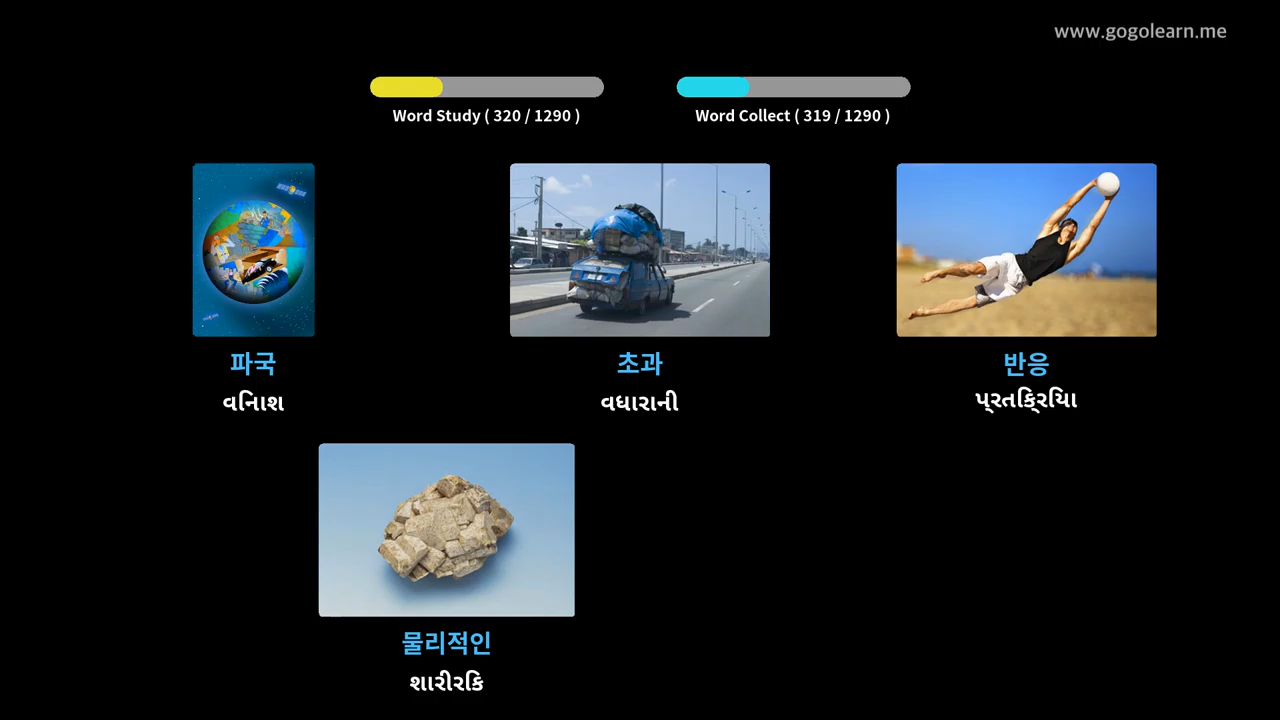 www.gogolearn.me
Word Study ( 320 / 1290 )
Word Collect ( 319 / 1290 )
파국
વિનાશ
초과
વધારાની
반응
પ્રતિક્રિયા
물리적인
શારીરિક